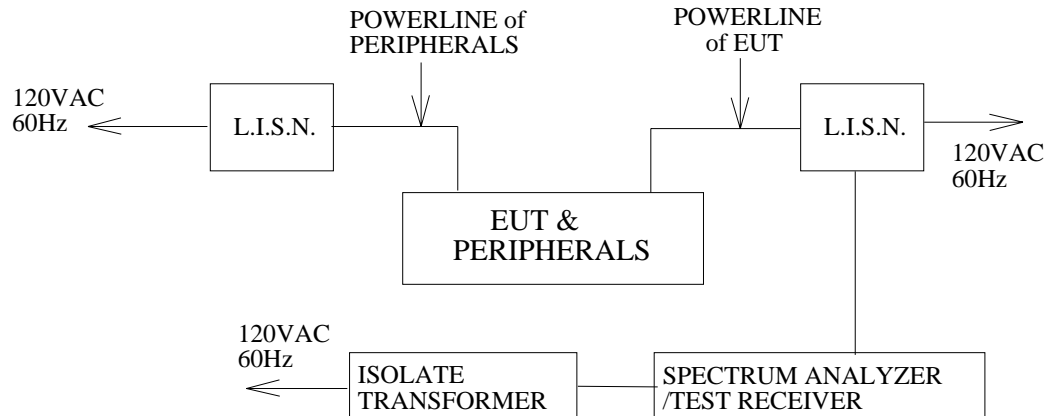 POWERLINE of
PERIPHERALS
POWERLINE
of EUT
120VAC
60Hz
L.I.S.N.
L.I.S.N.
120VAC
60Hz
EUT &
PERIPHERALS
120VAC
60Hz
ISOLATE
TRANSFORMER
SPECTRUM ANALYZER
/TEST RECEIVER